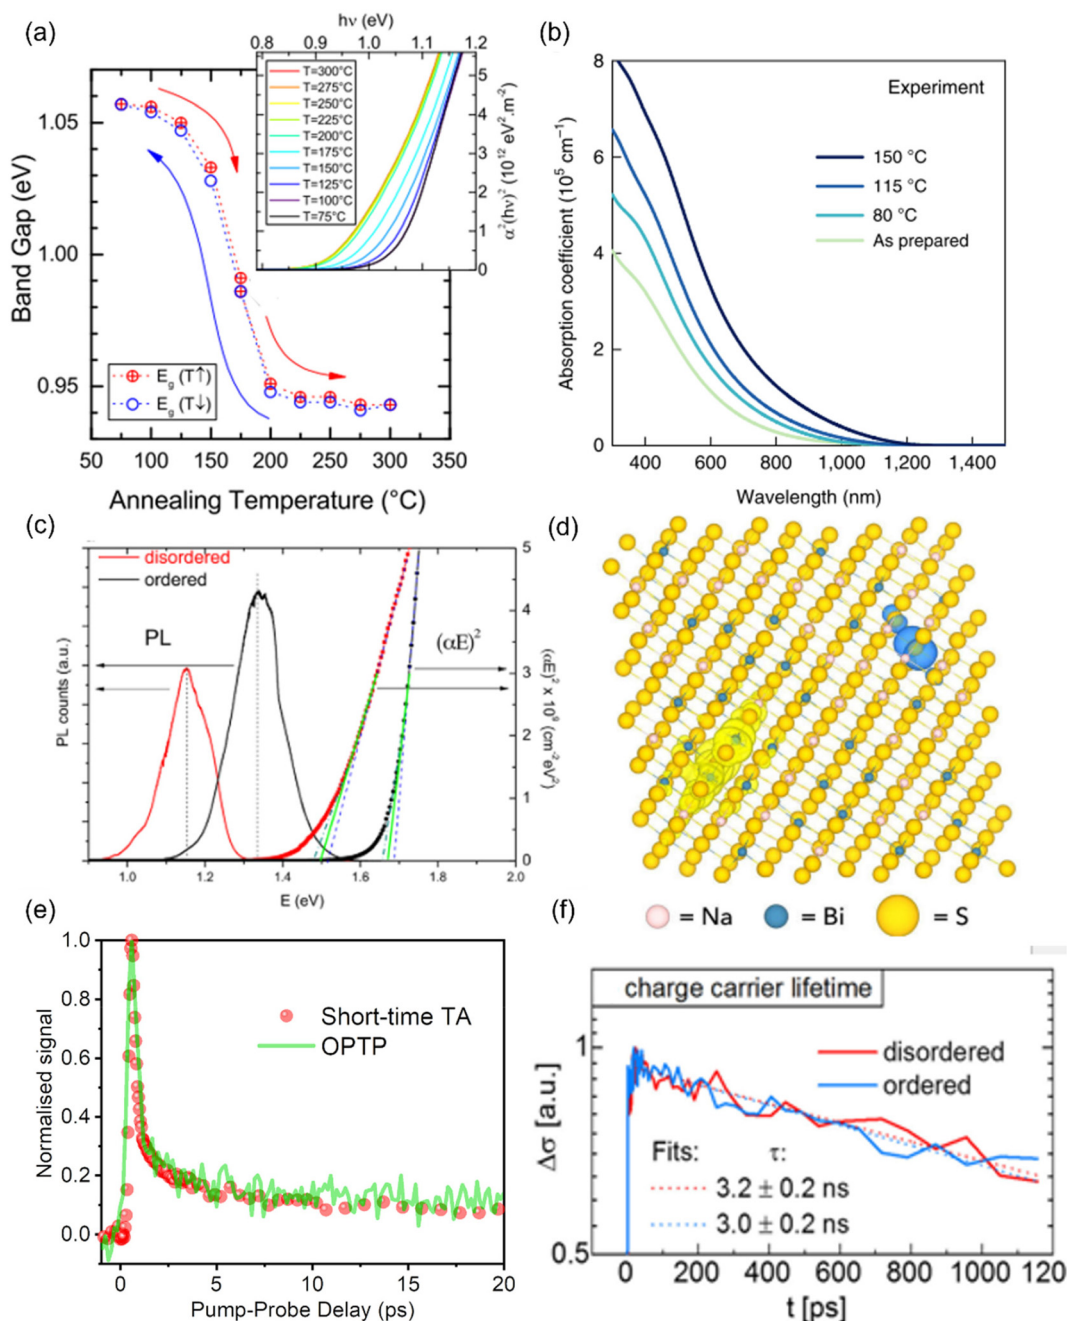 (a)
hν (eV)
0.8 0.9 1.0 1.1 1.2
T=300°C
T=275°C
T=250°C
T=225°C
T=200°C
T=175°C
T=150°C
T=125°C
T=100°C
T=75°C
5
4
3
2
1
0
α²(hν)² (10¹² eV².m⁻²)
1.05
1.00
0.95
Band Gap (eV)
E_g (T↑)
E_g (T↓)
50 100 150 200 250 300 350
Annealing Temperature (°C)
(b)
8
6
4
2
0
Absorption coefficient (10⁵ cm⁻¹)
Experiment
150 °C
115 °C
80 °C
As prepared
400 600 800 1,000 1,200 1,400
Wavelength (nm)
(c)
disordered
ordered
PL
(αE)²
PL counts (a.u.)
5
4
3
2
1
0
(αE)² x 10⁹ (cm⁻²eV²)
1.0 1.2 1.4 1.6 1.8 2.0
E (eV)
(d)
= Na = Bi = S
(e)
1.0
0.8
0.6
0.4
0.2
0.0
Normalised signal
Short-time TA
OPTP
0 5 10 15 20
Pump-Probe Delay (ps)
(f)
charge carrier lifetime
1
0.5
Δσ [a.u.]
disordered
ordered
Fits: τ:
3.2 ± 0.2 ns
3.0 ± 0.2 ns
0 200 400 600 800 1000 120
t [ps]